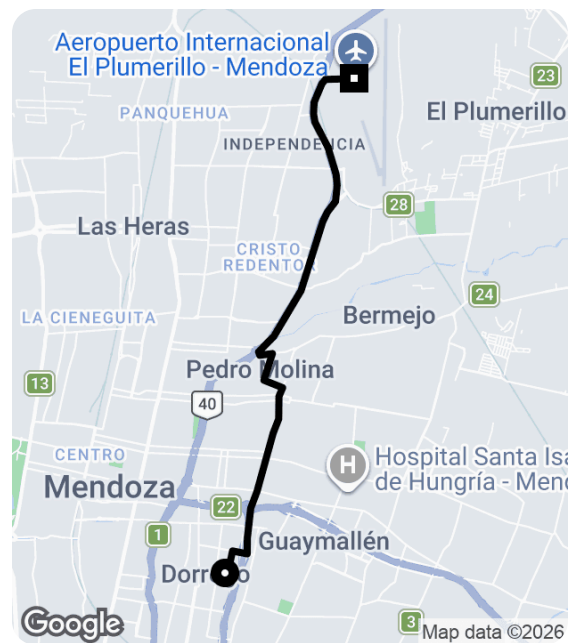 Aeropuerto Internacional
El Plumerillo - Mendoza
23
PANQUEHUA
El Plumerillo
INDEPENDENCIA
28
Las Heras
CRISTO
REDENTOR
24
LA CIENEGUITA
Bermejo
Pedro Molina
13
40
CENTRO
H
Hospital Santa Isa
de Hungría - Mend
Mendoza
22
1
Guaymallén
Dorrego
3
Google
Map data ©2026